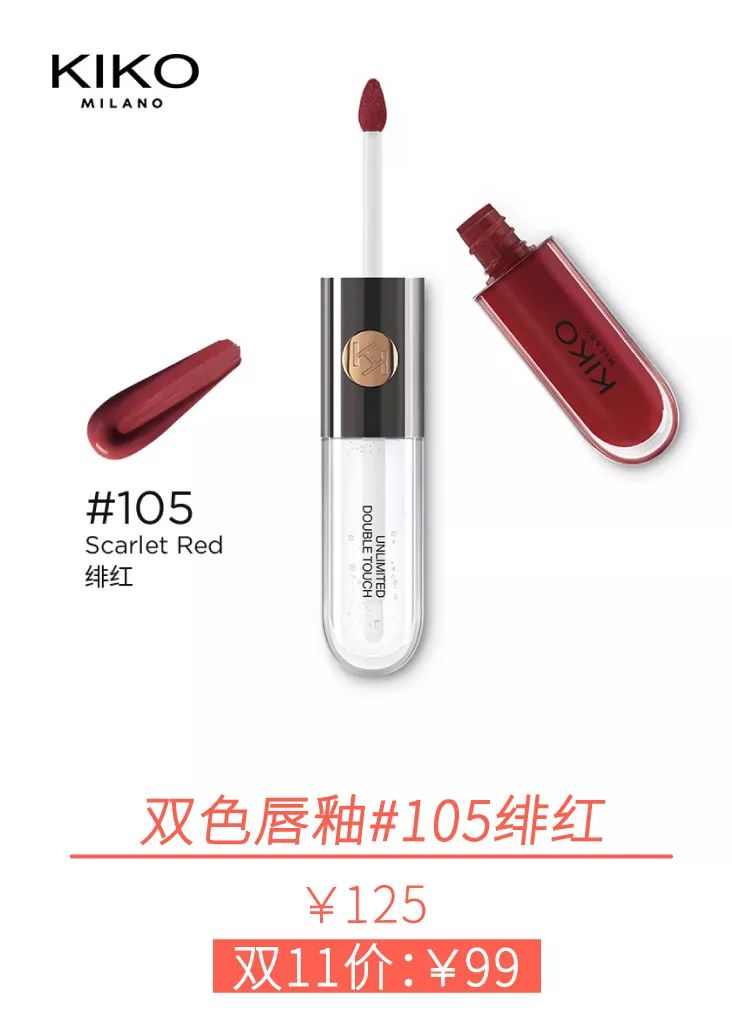 KIKO
MILANO
KIKO
MILANO
UNLIMITED
DOUBLE TOUCH
#105
Scarlet Red
绯红
双色唇釉#105绯红
￥125
双11价:￥99